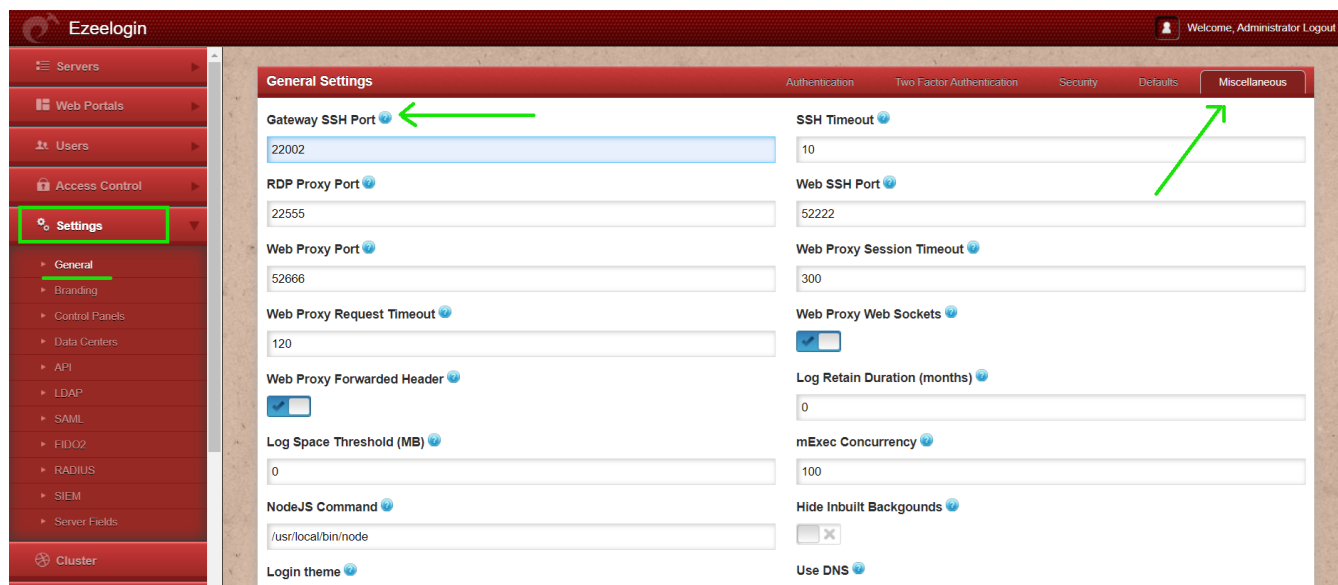 Ezeelogin
Welcome, Administrator Logout
Servers
Web Portals
Users
Access Control
Settings
General
Branding
Control Panels
Data Centers
API
LDAP
SAML
FIDO2
RADIUS
SIEM
Server Fields
Cluster
General Settings
Authentication
Two Factor Authentication
Security
Defaults
Miscellaneous
Gateway SSH Port
22002
SSH Timeout
10
RDP Proxy Port
22555
Web SSH Port
52222
Web Proxy Port
52666
Web Proxy Session Timeout
300
Web Proxy Request Timeout
120
Web Proxy Web Sockets
Web Proxy Forwarded Header
Log Retain Duration (months)
0
Log Space Threshold (MB)
0
mExec Concurrency
100
NodeJS Command
/usr/local/bin/node
Hide Inbuilt Backgounds
Login theme
Use DNS